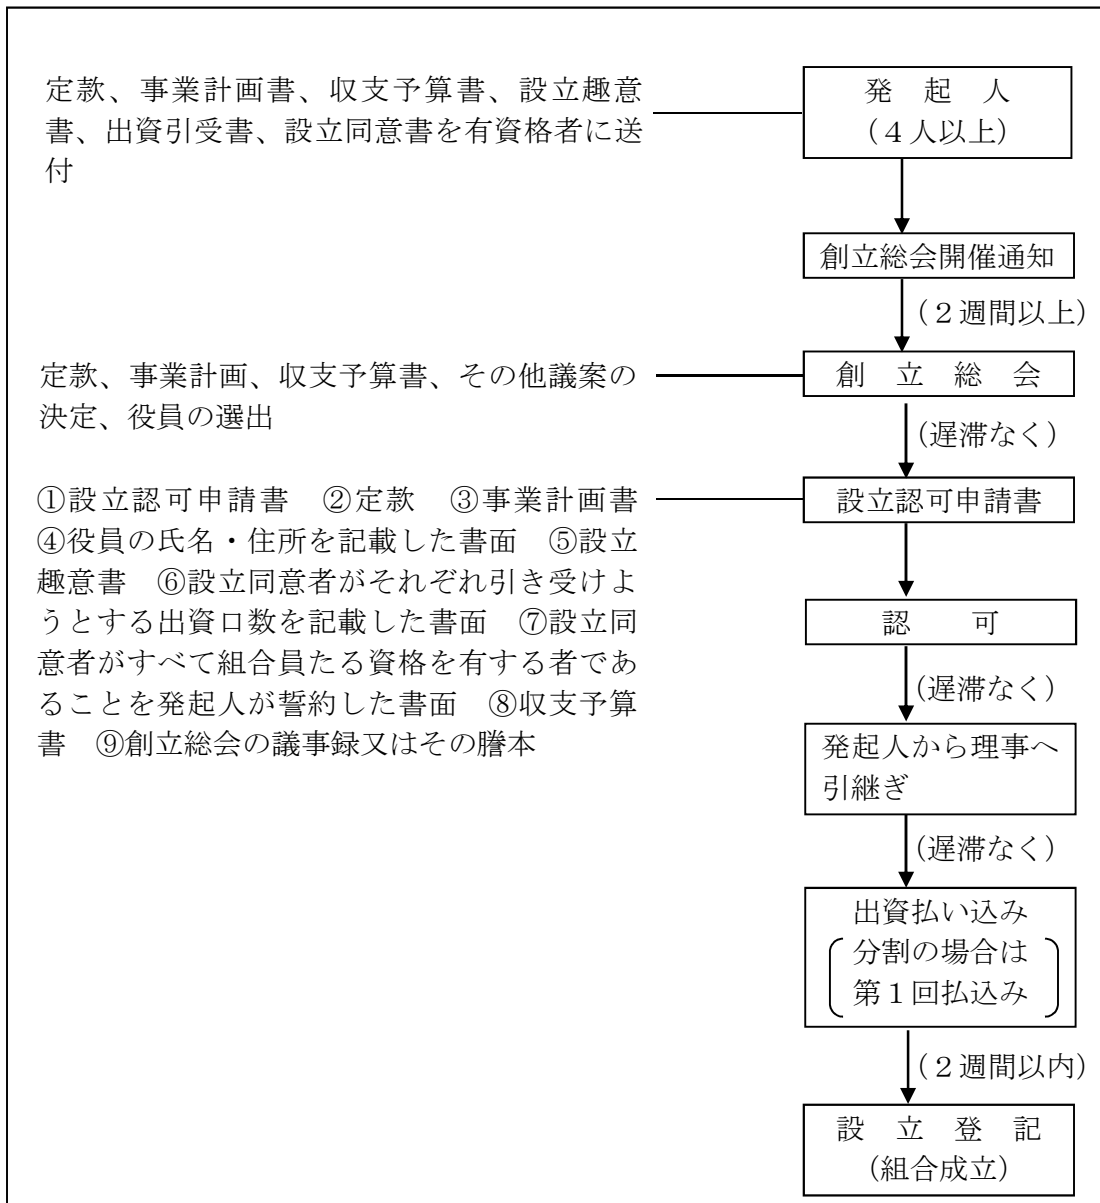 定款、事業計画書、収支予算書、設立趣意
書、出資引受書、設立同意書を有資格者に送
付
発　起　人
(４人以上)
創立総会開催通知
(２週間以上)
定款、事業計画、収支予算書、その他議案の
決定、役員の選出
創　立　総　会
(遅滞なく)
①設立認可申請書　②定款　③事業計画書
④役員の氏名・住所を記載した書面　⑤設立
趣意書　⑥設立同意者がそれぞれ引き受けよ
うとする出資口数を記載した書面　⑦設立同
意者がすべて組合員たる資格を有する者であ
ることを発起人が誓約した書面　⑧収支予算
書　⑨創立総会の議事録又はその謄本
設立認可申請書
認　　可
(遅滞なく)
発起人から理事へ
引継ぎ
(遅滞なく)
出資払い込み
分割の場合は
第１回払込み
(２週間以内)
設　立　登　記
(組合成立)